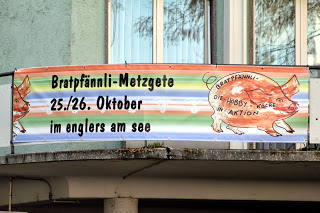 Bratpfännli-Metzgete
25./26. Oktober
im englers am see
BRATPFÄNNLI-
DIE HOBBY-KÖCHE
IN
AKTION